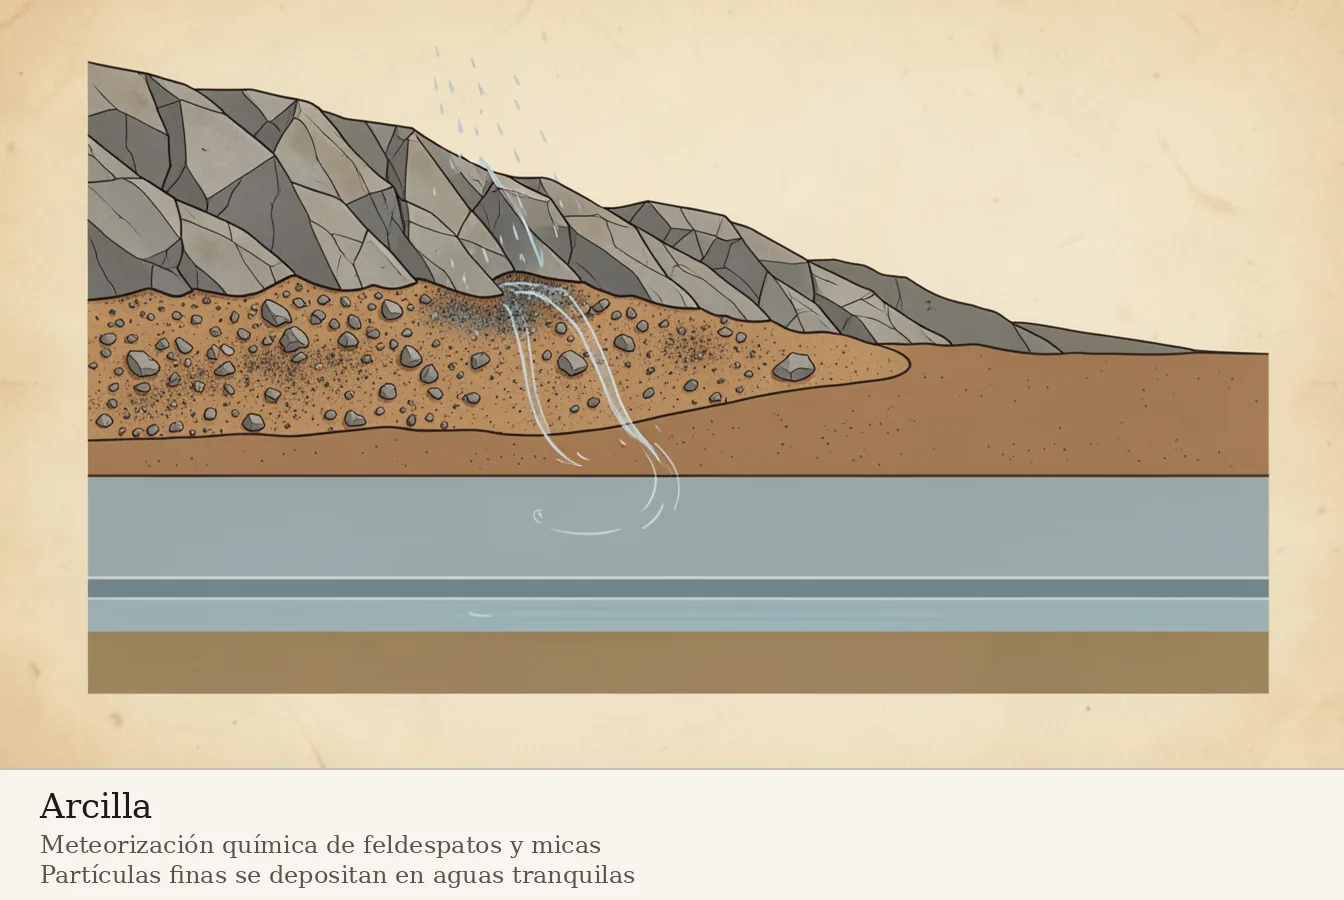 Arcilla
Meteorización química de feldespatos y micas
Partículas finas se depositan en aguas tranquilas